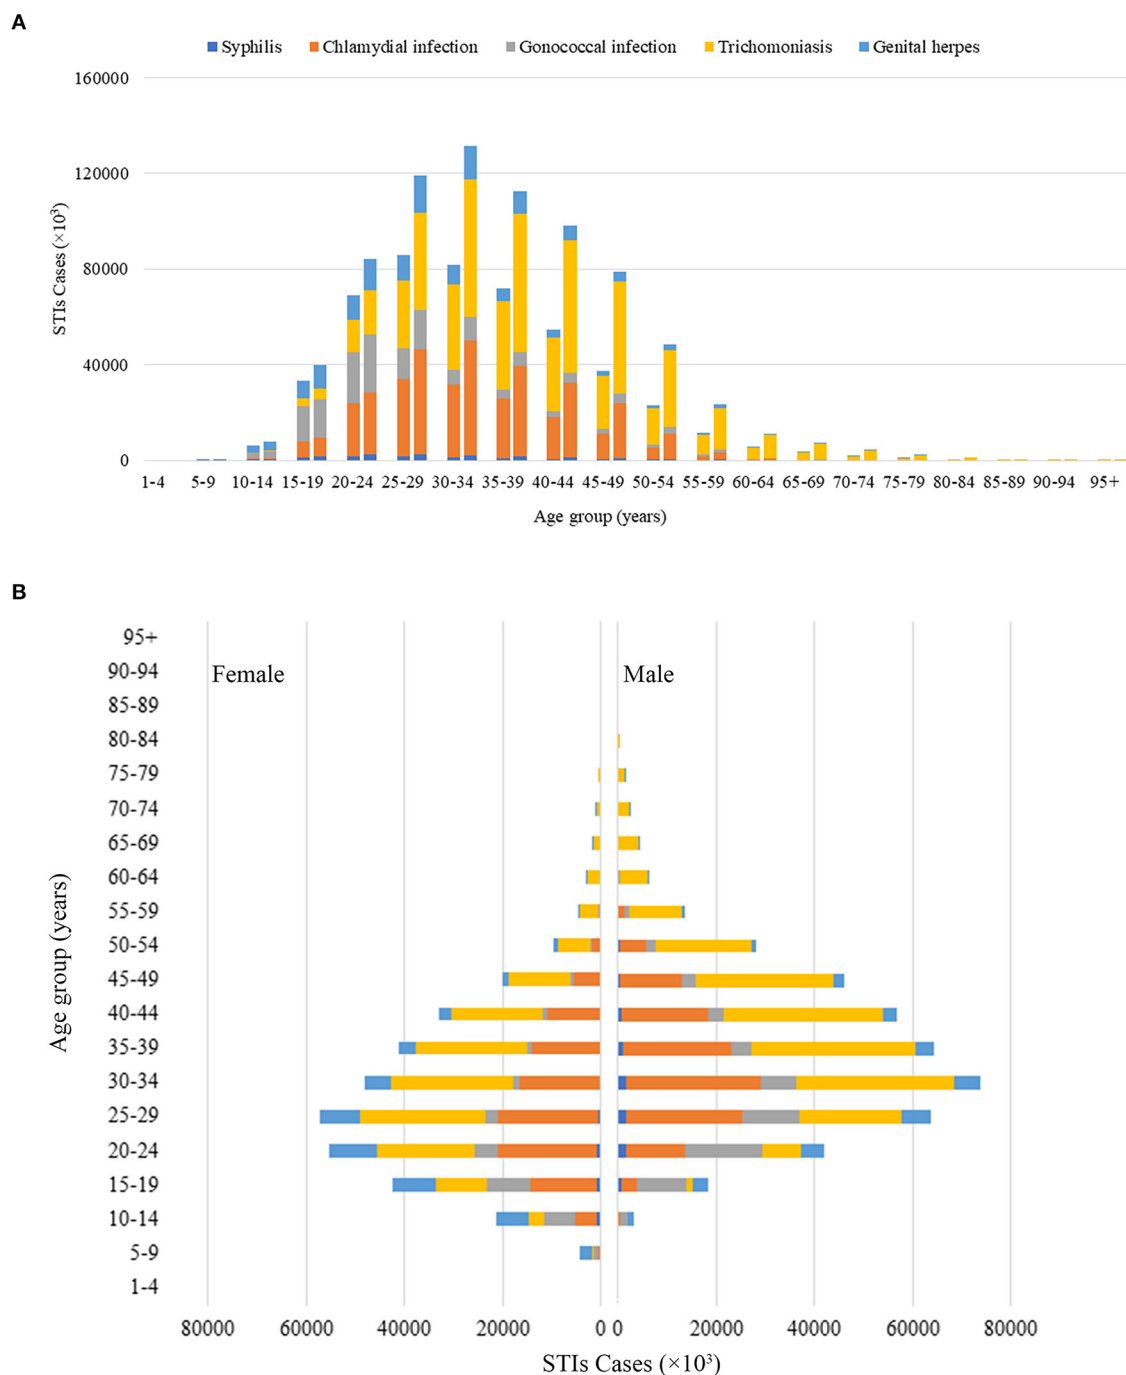 A
Syphilis Chlamydial infection Gonococcal infection Trichomoniasis Genital herpes
160000
120000
80000
40000
0
STIs Cases (×10³)
1-4 5-9 10-14 15-19 20-24 25-29 30-34 35-39 40-44 45-49 50-54 55-59 60-64 65-69 70-74 75-79 80-84 85-89 90-94 95+
Age group (years)
B
Female Male
95+
90-94
85-89
80-84
75-79
70-74
65-69
60-64
55-59
50-54
45-49
40-44
35-39
30-34
25-29
20-24
15-19
10-14
5-9
1-4
Age group (years)
80000 60000 40000 20000 0 0 20000 40000 60000 80000
STIs Cases (×10³)